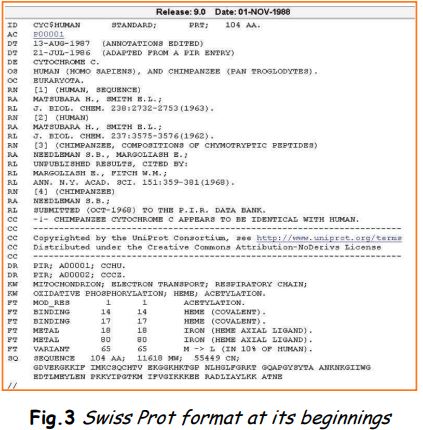 Release: 9.0 Date: 01-NOV-1988
ID CYC$HUMAN STANDARD; PRT; 104 AA.
AC P00001
DT 13-AUG-1987 (ANNOTATIONS EDITED)
DT 21-JUL-1986 (ADAPTED FROM A PIR ENTRY)
DE CYTOCHROME C.
OS HUMAN (HOMO SAPIENS), AND CHIMPANZEE (PAN TROGLODYTES).
OC EUKARYOTA.
RN [1] (HUMAN, SEQUENCE)
RA MATSUBARA H., SMITH E.L.;
RL J. BIOL. CHEM. 238:2732-2753(1963).
RN [2] (HUMAN)
RA MATSUBARA H., SMITH E.L.;
RL J. BIOL. CHEM. 237:3575-3576(1962).
RN [3] (CHIMPANZEE, COMPOSITIONS OF CHYMOTRYPTIC PEPTIDES)
RA NEEDLEMAN S.B., MARGOLIASH E.;
RL UNPUBLISHED RESULTS, CITED BY:
RL MARGOLIASH E., FITCH W.M.;
RL ANN. N.Y. ACAD. SCI. 151:359-381(1968).
RN [4] (CHIMPANZEE)
RA NEEDLEMAN S.B.;
RL SUBMITTED (OCT-1968) TO THE P.I.R. DATA BANK.
CC -!- CHIMPANZEE CYTOCHROME C APPEARS TO BE IDENTICAL WITH HUMAN.
CC -----------------------------------------------------------------------
CC Copyrighted by the UniProt Consortium, see http://www.uniprot.org/terms
CC Distributed under the Creative Commons Attribution-NoDerivs License
CC -----------------------------------------------------------------------
DR PIR; A00001; CCHU.
DR PIR; A00002; CCCZ.
KW MITOCHONDRION; ELECTRON TRANSPORT; RESPIRATORY CHAIN;
KW OXIDATIVE PHOSPHORYLATION; HEME; ACETYLATION.
FT MOD_RES 1 1 ACETYLATION.
FT BINDING 14 14 HEME (COVALENT).
FT BINDING 17 17 HEME (COVALENT).
FT METAL 18 18 IRON (HEME AXIAL LIGAND).
FT METAL 80 80 IRON (HEME AXIAL LIGAND).
FT VARIANT 65 65 M -> L (IN 10% OF HUMAN).
SQ SEQUENCE 104 AA; 11618 MW; 55449 CN;
GDVEKGKKIF IMKCSQCHTV EKGGKHKTGP NLHGLFGRKT GQAPGYSYTA ANKNKGIIWG
EDTLMEYLEN PKKYIPGTKM IFVGIKKKEE RADLIAYLKK ATNE
//
Fig.3 Swiss Prot format at its beginnings